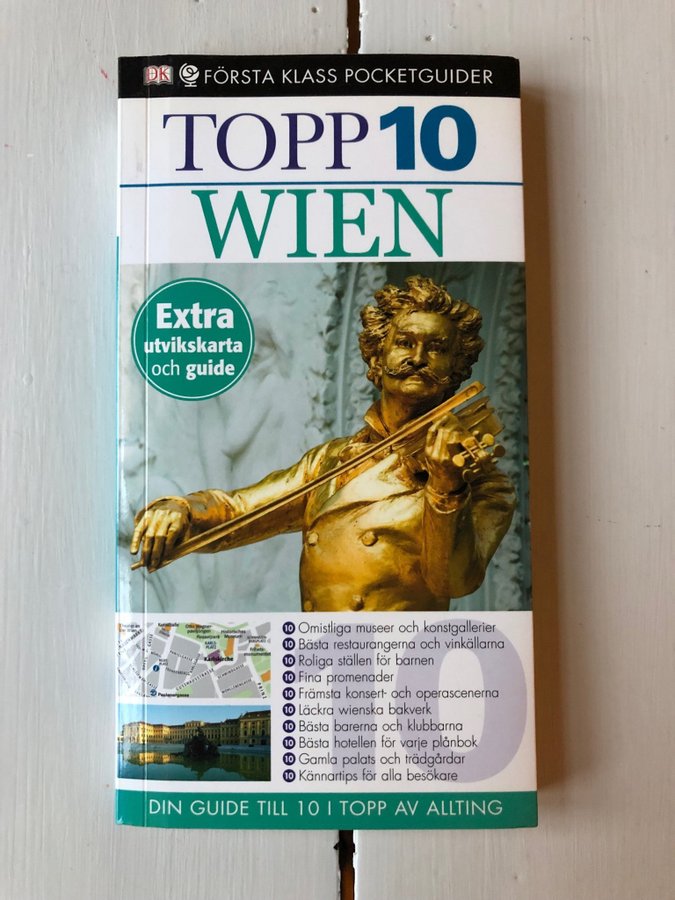 DK FÖRSTA KLASS POCKETGUIDER
TOPP 10
WIEN
Extra
utvikskarta
och guide
10 Omistliga museer och konstgallerier
10 Bästa restaurangerna och vinkällarna
10 Roliga ställen för barnen
10 Fina promenader
10 Främsta konsert- och operascenerna
10 Läckra wienska bakverk
10 Bästa barerna och klubbarna
10 Bästa hotellen för varje plånbok
10 Gamla palats och trädgårdar
10 Kännartips för alla besökare
10
Karlskirche
DIN GUIDE TILL 10 I TOPP AV ALLTING